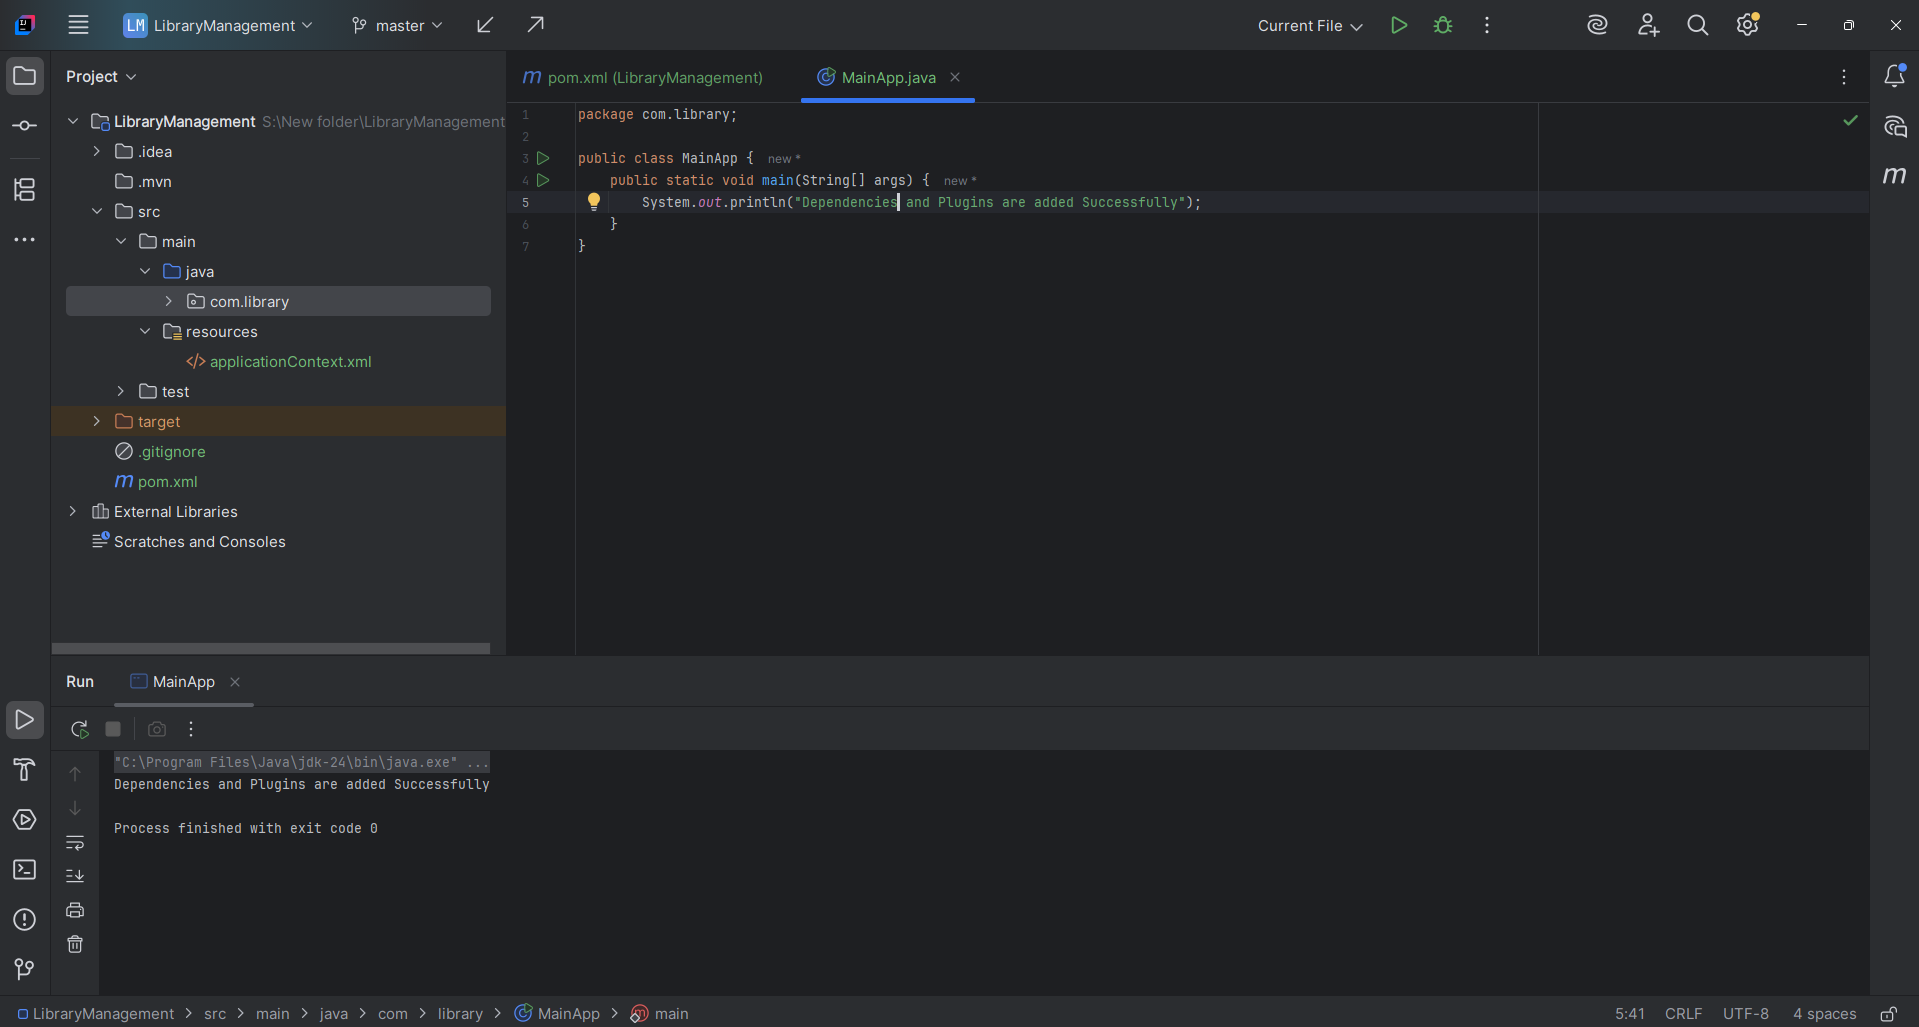 LM LibraryManagement master Current File
Project
pom.xml (LibraryManagement) MainApp.java
LibraryManagement S:\New folder\LibraryManagement
.idea
.mvn
src
main
java
com.library
resources
applicationContext.xml
test
target
.gitignore
pom.xml
External Libraries
Scratches and Consoles
1 package com.library;
2
3 public class MainApp { new *
4 public static void main(String[] args) { new *
5 System.out.println("Dependencies and Plugins are added Successfully");
6 }
7 }
Run MainApp
"C:\Program Files\Java\jdk-24\bin\java.exe" ...
Dependencies and Plugins are added Successfully
Process finished with exit code 0
LibraryManagement > src > main > java > com > library > MainApp > main 5:41 CRLF UTF-8 4 spaces